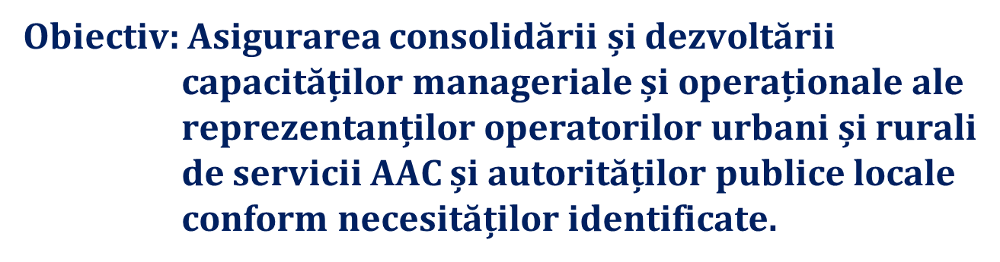 Obiectiv: Asigurarea consolidării și dezvoltării
capacităților manageriale și operaționale ale
reprezentanților operatorilor urbani și rurali
de servicii AAC și autorităților publice locale
conform necesităților identificate.